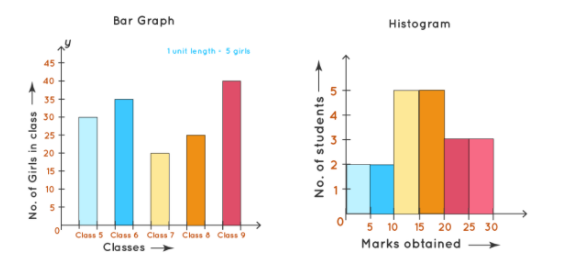 Bar Graph
y
1 unit length - 5 girls
45
40
35
30
25
20
15
10
5
0
No. of Girls in class
Class 5 Class 6 Class 7 Class 8 Class 9
Classes
Histogram
5
4
3
2
1
0
No. of students
5 10 15 20 25 30
Marks obtained